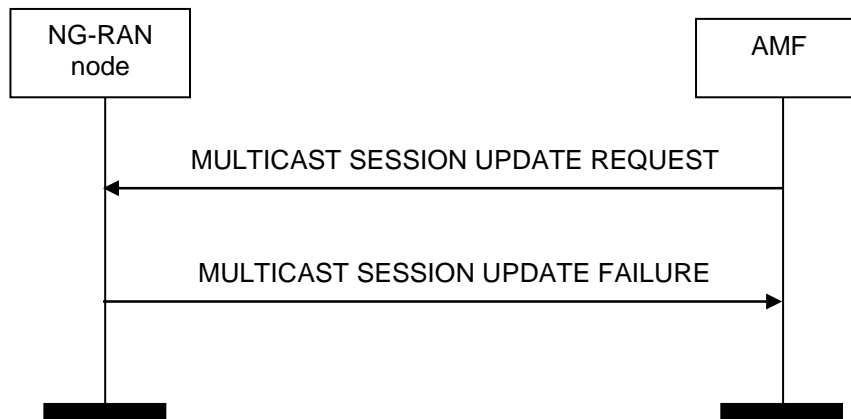 NG-RAN
node
AMF
MULTICAST SESSION UPDATE REQUEST
MULTICAST SESSION UPDATE FAILURE